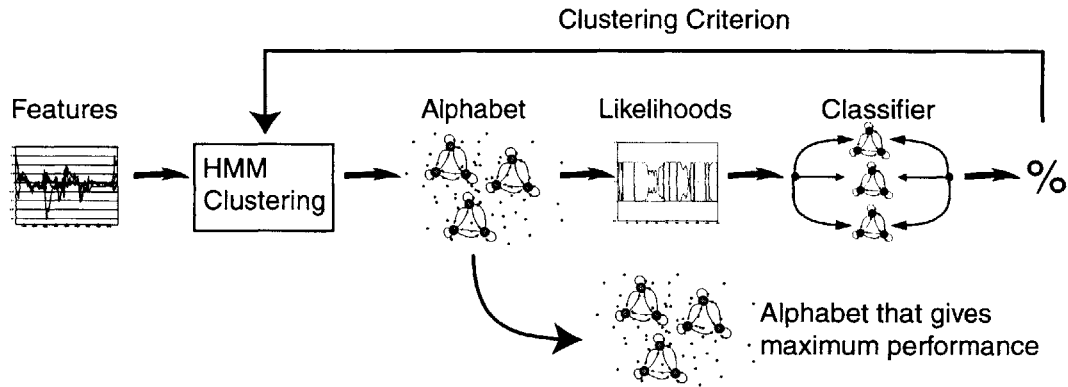 Clustering Criterion
Features
Alphabet
Likelihoods
Classifier
HMM
Clustering
%
Alphabet that gives
maximum performance